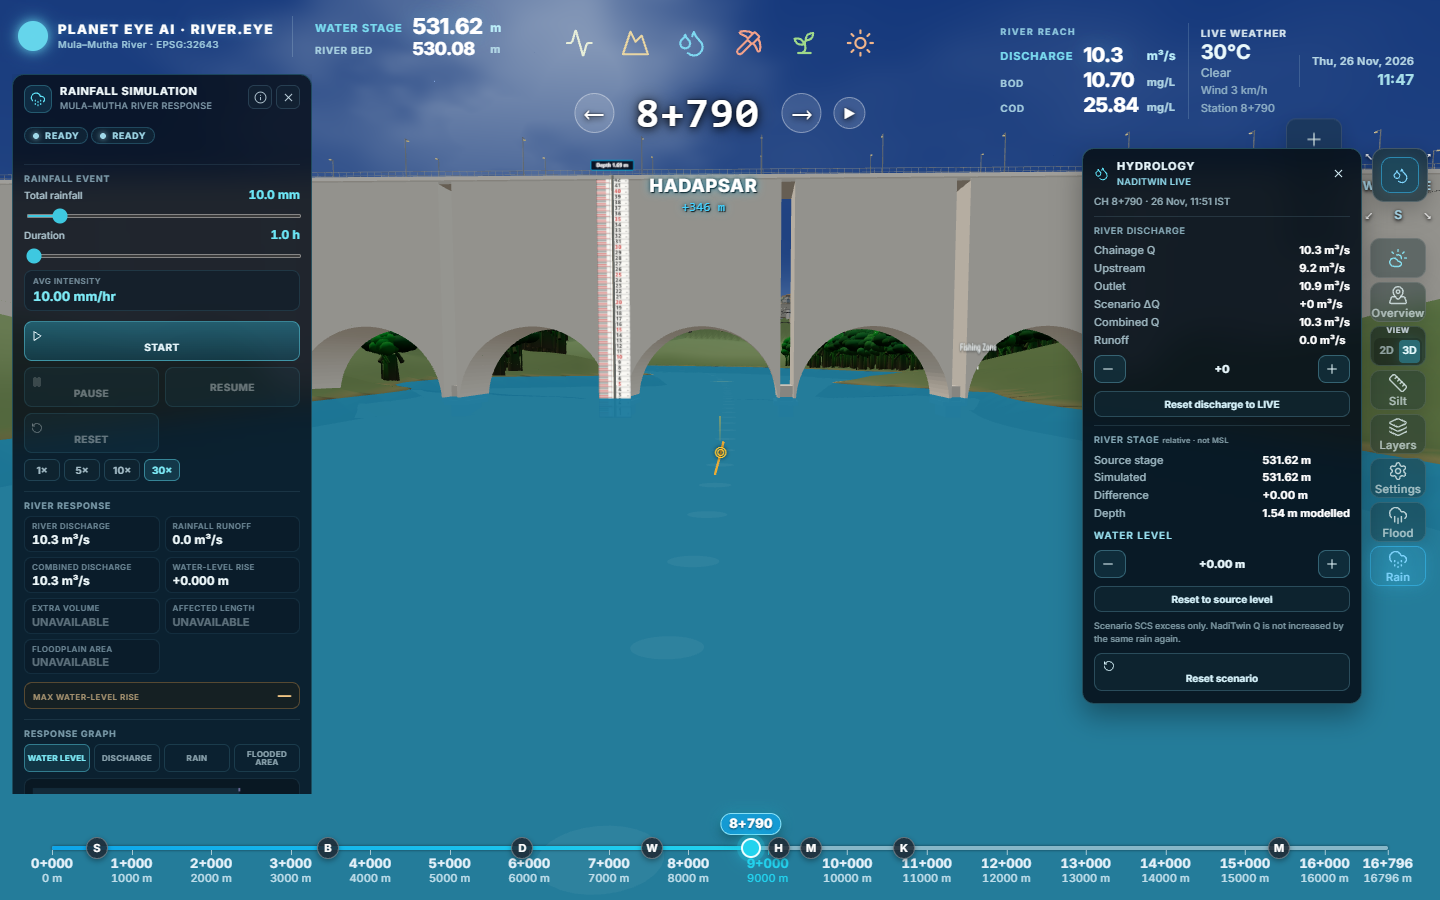 PLANET EYE AI · RIVER.EYE
Mula–Mutha River · EPSG:32643
WATER STAGE 531.62 m
RIVER BED 530.08 m
RIVER REACH
DISCHARGE 10.3 m³/s
BOD 10.70 mg/L
COD 25.84 mg/L
LIVE WEATHER
30°C
Clear
Wind 3 km/h
Station 8+790
Thu, 26 Nov, 2026
11:47
← 8+790 →
RAINFALL SIMULATION
MULA–MUTHA RIVER RESPONSE
READY READY
RAINFALL EVENT
Total rainfall 10.0 mm
Duration 1.0 h
AVG INTENSITY
10.00 mm/hr
START
PAUSE RESUME
RESET
1× 5× 10× 30×
RIVER RESPONSE
RIVER DISCHARGE
10.3 m³/s
RAINFALL RUNOFF
0.0 m³/s
COMBINED DISCHARGE
10.3 m³/s
WATER-LEVEL RISE
+0.000 m
EXTRA VOLUME
UNAVAILABLE
AFFECTED LENGTH
UNAVAILABLE
FLOODPLAIN AREA
UNAVAILABLE
MAX WATER-LEVEL RISE —
RESPONSE GRAPH
WATER LEVEL DISCHARGE RAIN FLOODED AREA
Depth 1.69 m
HADAPSAR
+346 m
Fishing Zone
HYDROLOGY
NADITWIN LIVE
CH 8+790 · 26 Nov, 11:51 IST
RIVER DISCHARGE
Chainage Q 10.3 m³/s
Upstream 9.2 m³/s
Outlet 10.9 m³/s
Scenario ΔQ +0 m³/s
Combined Q 10.3 m³/s
Runoff 0.0 m³/s
− +0 +
Reset discharge to LIVE
RIVER STAGE relative · not MSL
Source stage 531.62 m
Simulated 531.62 m
Difference +0.00 m
Depth 1.54 m modelled
WATER LEVEL
− +0.00 m +
Reset to source level
Scenario SCS excess only. NadiTwin Q is not increased by
the same rain again.
Reset scenario
+
W
E
S
Overview
VIEW
2D 3D
Silt
Layers
Settings
Flood
Rain
8+790
S B D W H M K M
0+000 1+000 2+000 3+000 4+000 5+000 6+000 7+000 8+000 9+000 10+000 11+000 12+000 13+000 14+000 15+000 16+000 16+796
0 m 1000 m 2000 m 3000 m 4000 m 5000 m 6000 m 7000 m 8000 m 9000 m 10000 m 11000 m 12000 m 13000 m 14000 m 15000 m 16000 m 16796 m